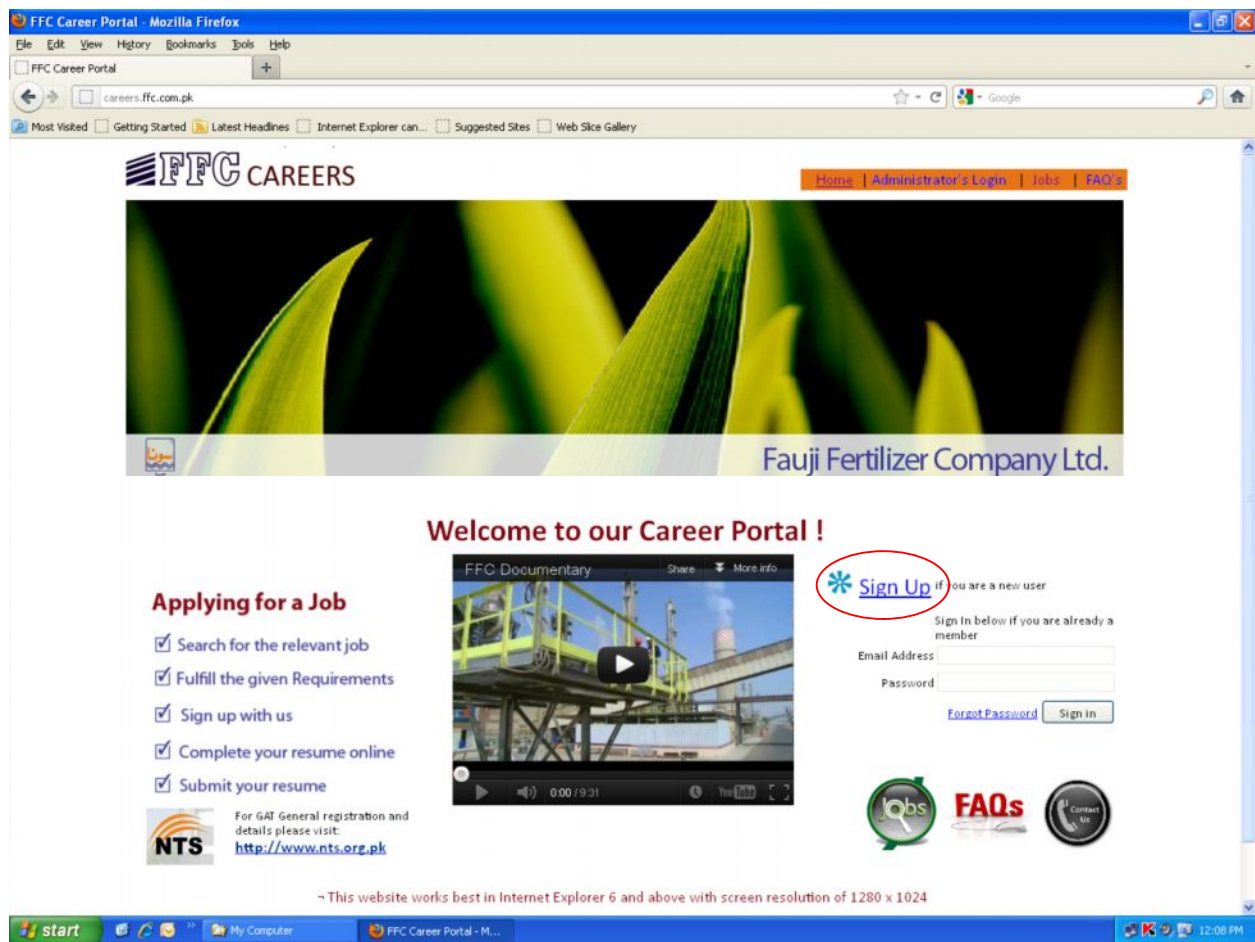 FFC Career Portal - Mozilla Firefox
File Edit View History Bookmarks Tools Help
FFC Career Portal
careers.ffc.com.pk
Google
Most Visited Getting Started Latest Headlines Internet Explorer can... Suggested Sites Web Slice Gallery
FFC CAREERS
Home | Administrator's Login | Jobs | FAQ's
سونا
Fauji Fertilizer Company Ltd.
Welcome to our Career Portal !
FFC Documentary Share More info
0:00 / 9:31 YouTube
Applying for a Job
Search for the relevant job
Fulfill the given Requirements
Sign up with us
Complete your resume online
Submit your resume
NTS
For GAT General registration and
details please visit:
http://www.nts.org.pk
Sign Up if you are a new user
Sign In below if you are already a
member
Email Address
Password
Forgot Password Sign in
Jobs FAQs Contact Us
¬ This website works best in Internet Explorer 6 and above with screen resolution of 1280 x 1024
start My Computer FFC Career Portal - M... 12:08 PM